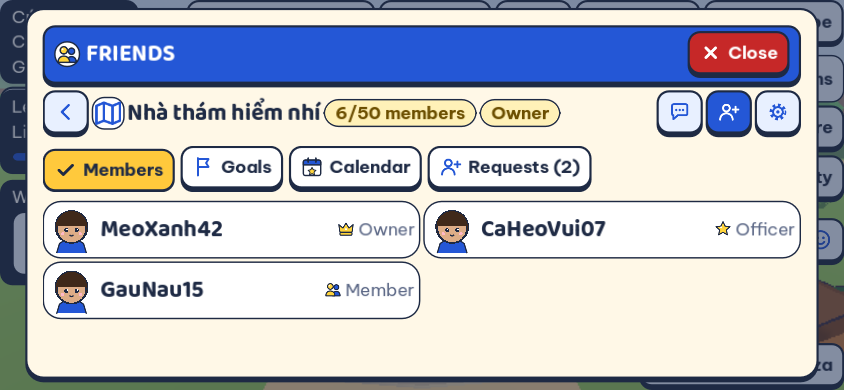 FRIENDS
Close
Nhà thám hiểm nhí
6/50 members
Owner
Members
Goals
Calendar
Requests (2)
MeoXanh42
Owner
CaHeoVui07
Officer
GauNau15
Member